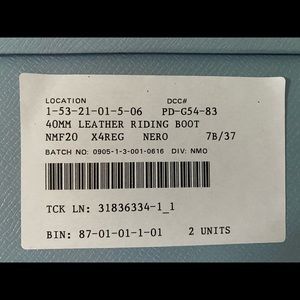 LOCATION DCC#
1-53-21-01-5-06 PD-G54-83
40MM LEATHER RIDING BOOT
NMF20 X4REG NERO 7B/37
BATCH NO: 0905-1-3-001-0616 DIV: NMO
TCK LN: 31836334-1_1
BIN: 87-01-01-1-01 2 UNITS